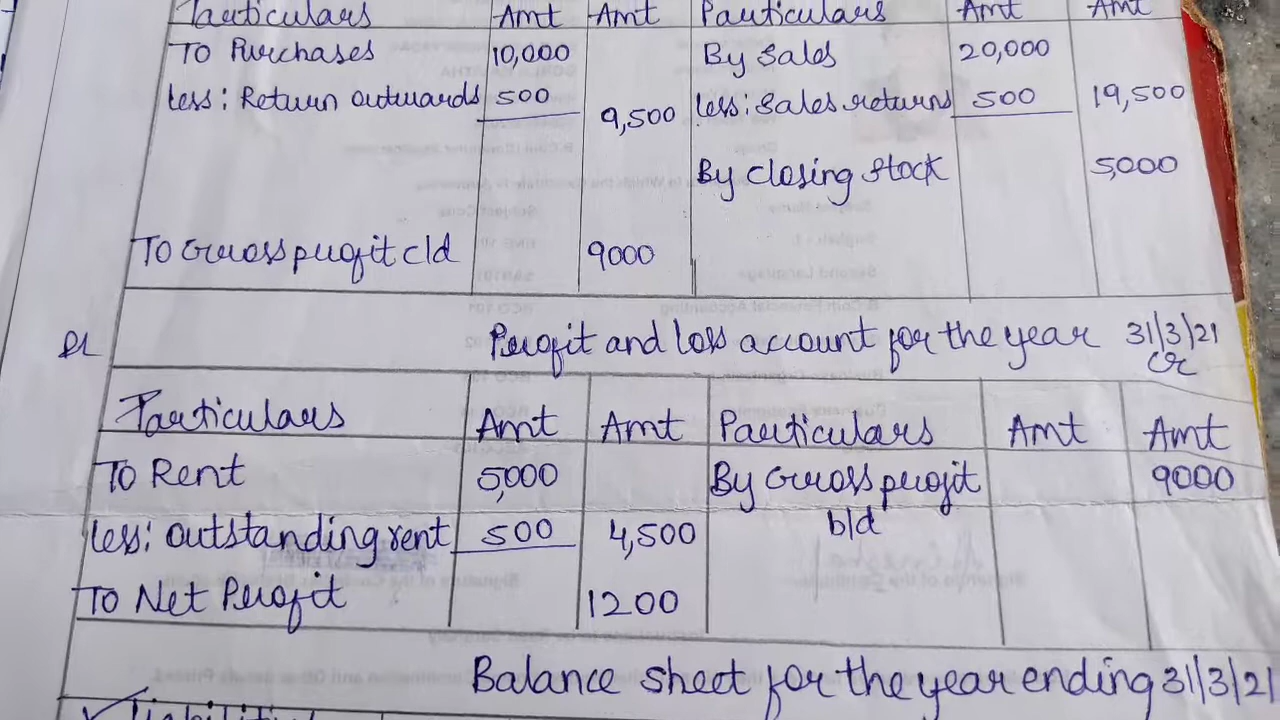 Particulars Amt Amt Particulars Amt Amt
To Purchases 10,000 By Sales 20,000
Less: Return outwards 500 9,500 Less: Sales returns 500 19,500
By Closing Stock 5,000
To Gross profit c/d 9000
Dr Profit and loss account for the year 31/3/21
Cr
Particulars Amt Amt Particulars Amt Amt
To Rent 5,000 By Gross profit 9000
b/d
Less: outstanding rent 500 4,500
To Net Profit 1200
Balance sheet for the year ending 31/3/21